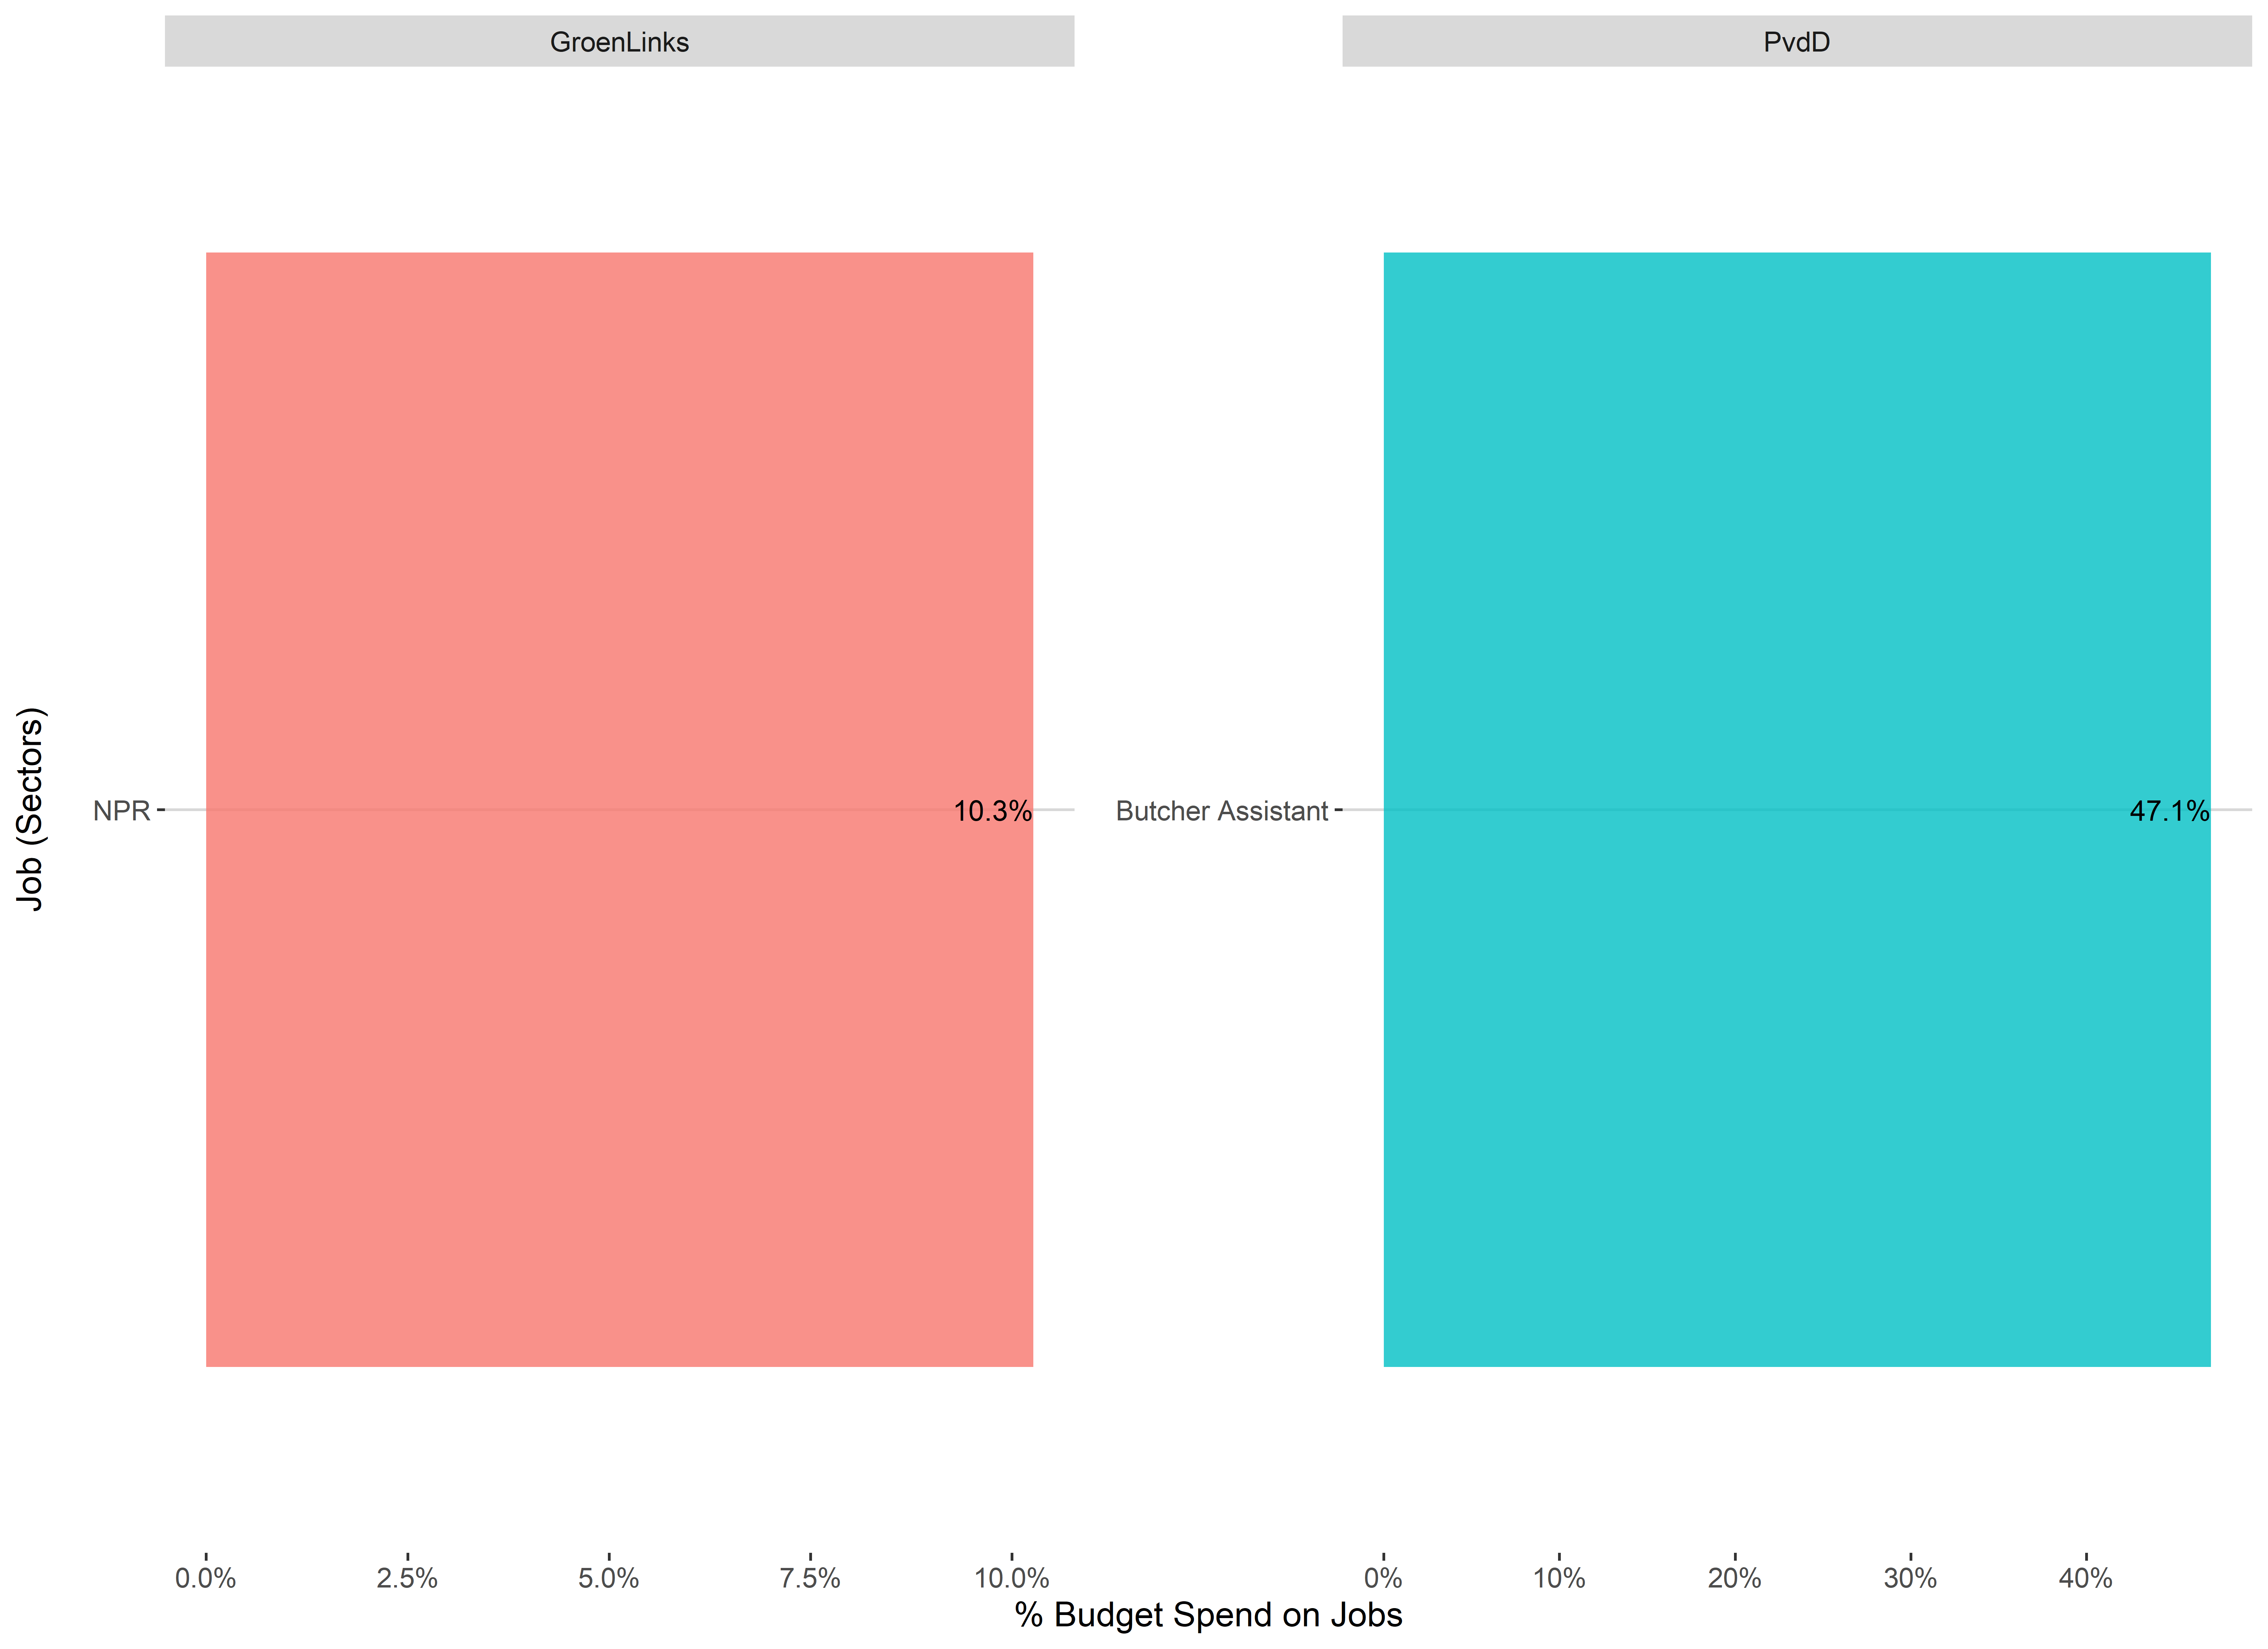 GroenLinks
PvdD
Job (Sectors)
NPR
10.3%
Butcher Assistant
47.1%
0.0% 2.5% 5.0% 7.5% 10.0%
0% 10% 20% 30% 40%
% Budget Spend on Jobs